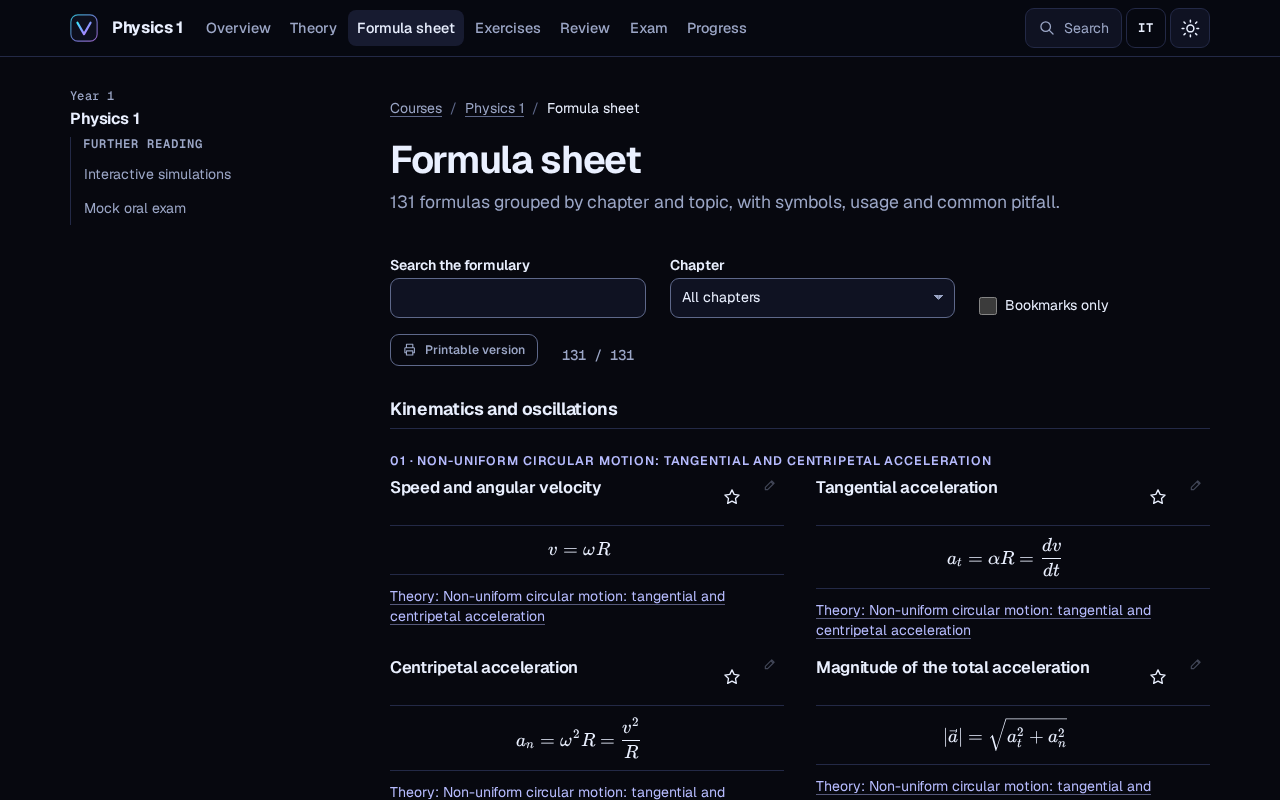 Physics 1 Overview Theory Formula sheet Exercises Review Exam Progress Search IT
Year 1
Physics 1
FURTHER READING
Interactive simulations
Mock oral exam
Courses / Physics 1 / Formula sheet
Formula sheet
131 formulas grouped by chapter and topic, with symbols, usage and common pitfall.
Search the formulary
Chapter
All chapters
Bookmarks only
Printable version
131 / 131
Kinematics and oscillations
01 · NON-UNIFORM CIRCULAR MOTION: TANGENTIAL AND CENTRIPETAL ACCELERATION
Speed and angular velocity
v = ωR
Theory: Non-uniform circular motion: tangential and
centripetal acceleration
Tangential acceleration
a_t = αR = dv/dt
Theory: Non-uniform circular motion: tangential and
centripetal acceleration
Centripetal acceleration
a_n = ω²R = v²/R
Theory: Non-uniform circular motion: tangential and
Magnitude of the total acceleration
|a⃗| = √(a_t² + a_n²)
Theory: Non-uniform circular motion: tangential and